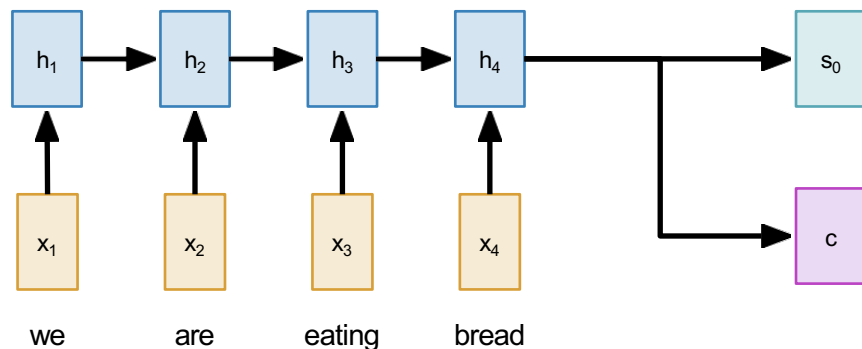 h₁ h₂ h₃ h₄ s₀
x₁ x₂ x₃ x₄ c
we are eating bread